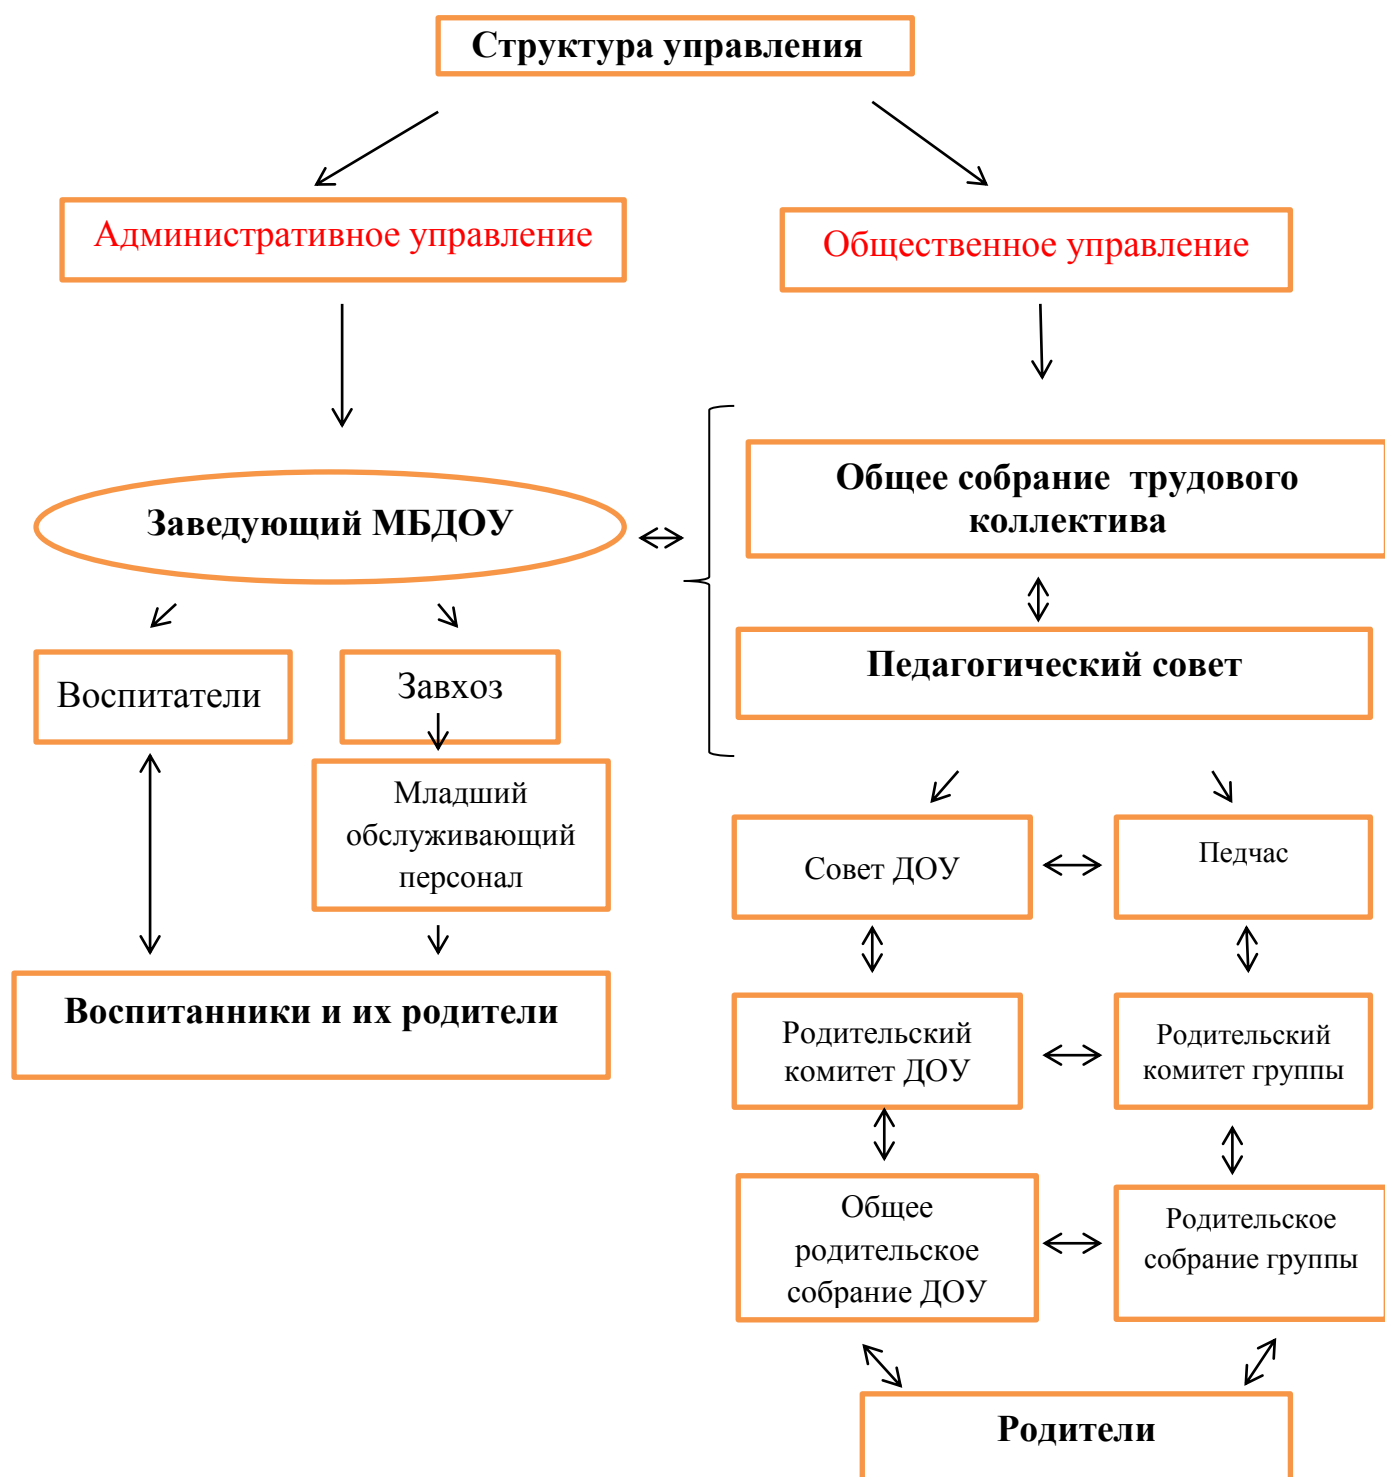 Структура управления
Административное управление
Общественное управление
Общее собрание трудового
коллектива
Заведующий МБДОУ
Педагогический совет
Воспитатели
Завхоз
Младший
обслуживающий
персонал
Совет ДОУ
Педчас
Воспитанники и их родители
Родительский
комитет ДОУ
Родительский
комитет группы
Общее
родительское
собрание ДОУ
Родительское
собрание группы
Родители